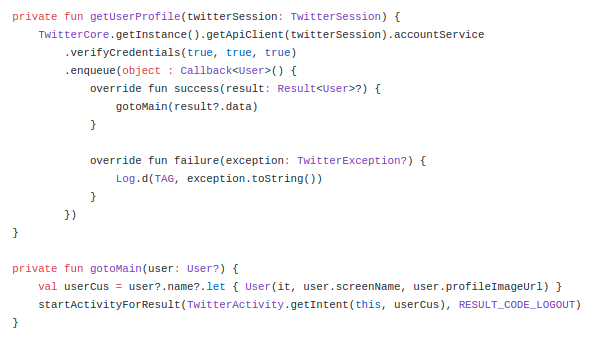 private fun getUserProfile(twitterSession: TwitterSession) {
    TwitterCore.getInstance().getApiClient(twitterSession).accountService
        .verifyCredentials(true, true, true)
        .enqueue(object : Callback<User>() {
            override fun success(result: Result<User>?) {
                gotoMain(result?.data)
            }

            override fun failure(exception: TwitterException?) {
                Log.d(TAG, exception.toString())
            }
        })
}

private fun gotoMain(user: User?) {
    val userCus = user?.name?.let { User(it, user.screenName, user.profileImageUrl) }
    startActivityForResult(TwitterActivity.getIntent(this, userCus), RESULT_CODE_LOGOUT)
}